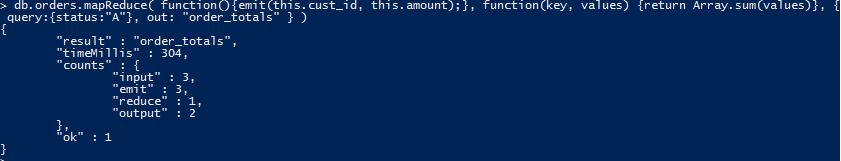 > db.orders.mapReduce( function(){emit(this.cust_id, this.amount);}, function(key, values) {return Array.sum(values)}, {
 query:{status:"A"}, out: "order_totals" } )
{
        "result" : "order_totals",
        "timeMillis" : 304,
        "counts" : {
                "input" : 3,
                "emit" : 3,
                "reduce" : 1,
                "output" : 2
        },
        "ok" : 1
}